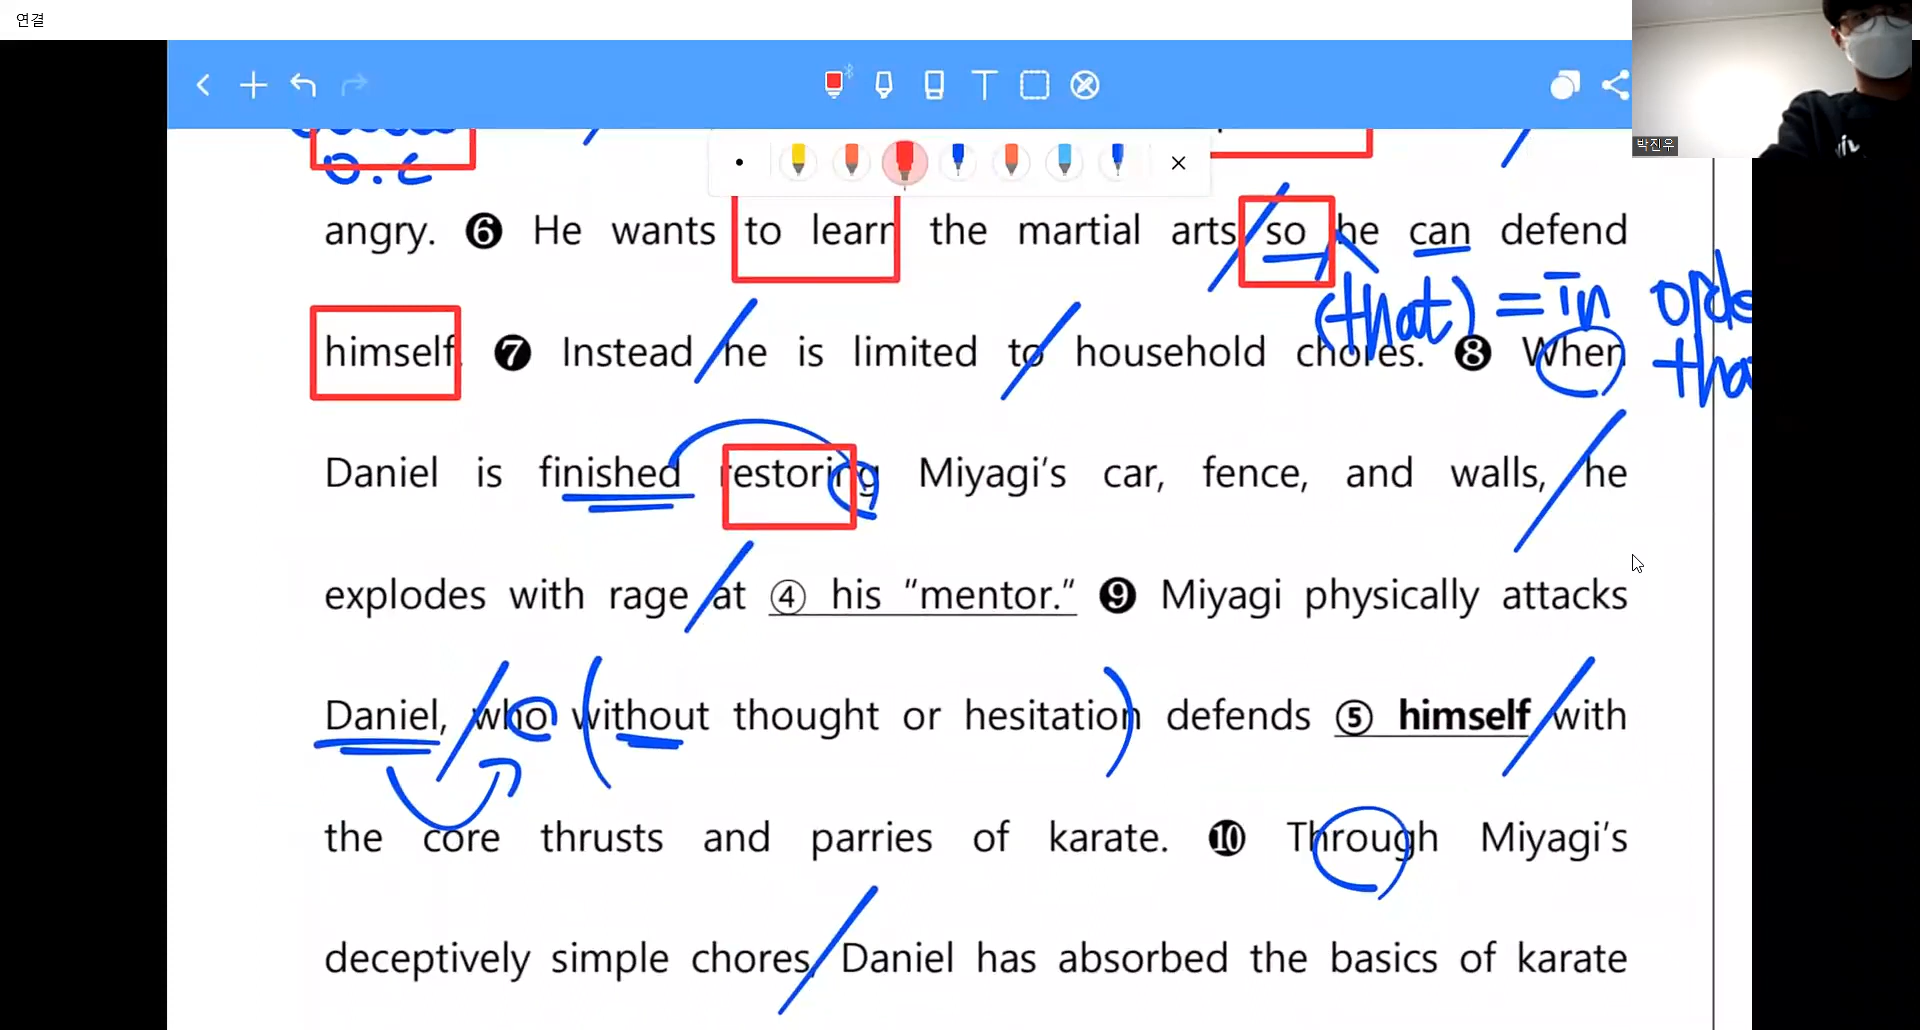 연결
박진우
O.C
angry. ❻ He wants to learn the martial arts so he can defend
(that) = in orde
tha
himself. ❼ Instead he is limited to household chores. ❽ When
Daniel is finished restoring Miyagi's car, fence, and walls, he
explodes with rage at ④ his “mentor.” ❾ Miyagi physically attacks
Daniel, who without thought or hesitation defends ⑤ himself with
the core thrusts and parries of karate. ❿ Through Miyagi's
deceptively simple chores, Daniel has absorbed the basics of karate